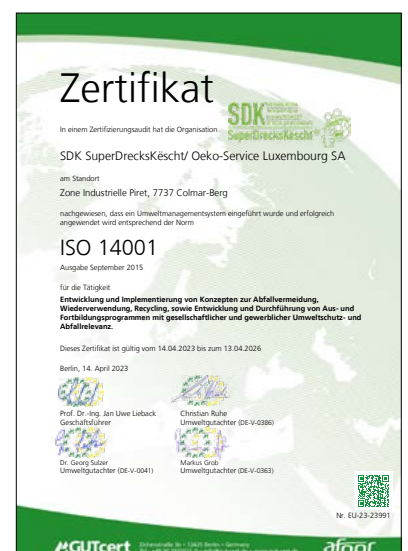 Zertifikat
SDK
SuperDrecksKëscht
In einem Zertifizierungsaudit hat die Organisation
SDK SuperDrecksKëscht/ Oeko-Service Luxembourg SA
am Standort
Zone Industrielle Piret, 7737 Colmar-Berg
nachgewiesen, dass ein Umweltmanagementsystem eingeführt wurde und erfolgreich
angewendet wird entsprechend der Norm
ISO 14001
Ausgabe September 2015
für die Tätigkeit
Entwicklung und Implementierung von Konzepten zur Abfallvermeidung,
Wiederverwendung, Recycling, sowie Entwicklung und Durchführung von Aus- und
Fortbildungsprogrammen mit gesellschaftlicher und gewerblicher Umweltschutz- und
Abfallrelevanz.
Dieses Zertifikat ist gültig vom 14.04.2023 bis zum 13.04.2026
Berlin, 14. April 2023
Prof. Dr.-Ing. Jan Uwe Lieback
Geschäftsführer
Christian Ruhe
Umweltgutachter (DE-V-0386)
Dr. Georg Sulzer
Umweltgutachter (DE-V-0041)
Markus Grob
Umweltgutachter (DE-V-0363)
Nr. EU-23-23991
GUTcert
Eichenstraße 3b • 12435 Berlin • Germany
afnor